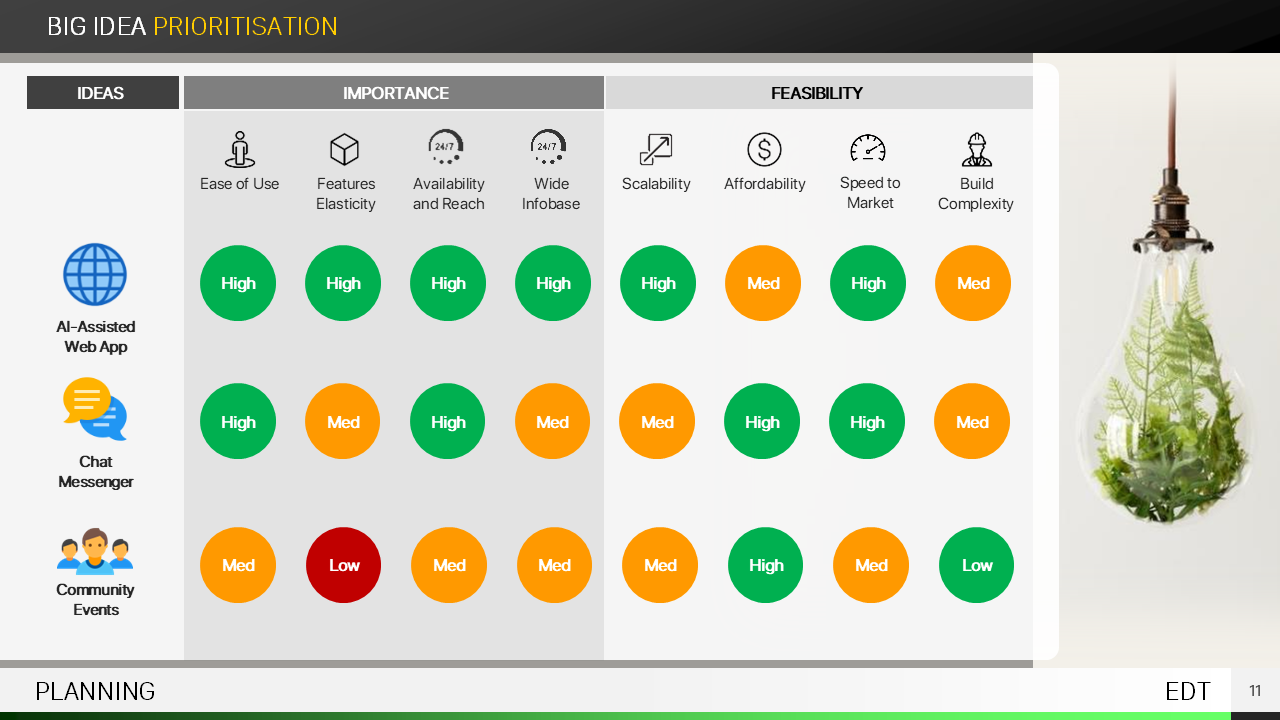 BIG IDEA PRIORITISATION
IDEAS
IMPORTANCE
FEASIBILITY
24/7
24/7
$
Ease of Use
Features
Elasticity
Availability
and Reach
Wide
Infobase
Scalability
Affordability
Speed to
Market
Build
Complexity
AI-Assisted
Web App
High
High
High
High
High
Med
High
Med
Chat
Messenger
High
Med
High
Med
Med
High
High
Med
Community
Events
Med
Low
Med
Med
Med
High
Med
Low
PLANNING
EDT
11